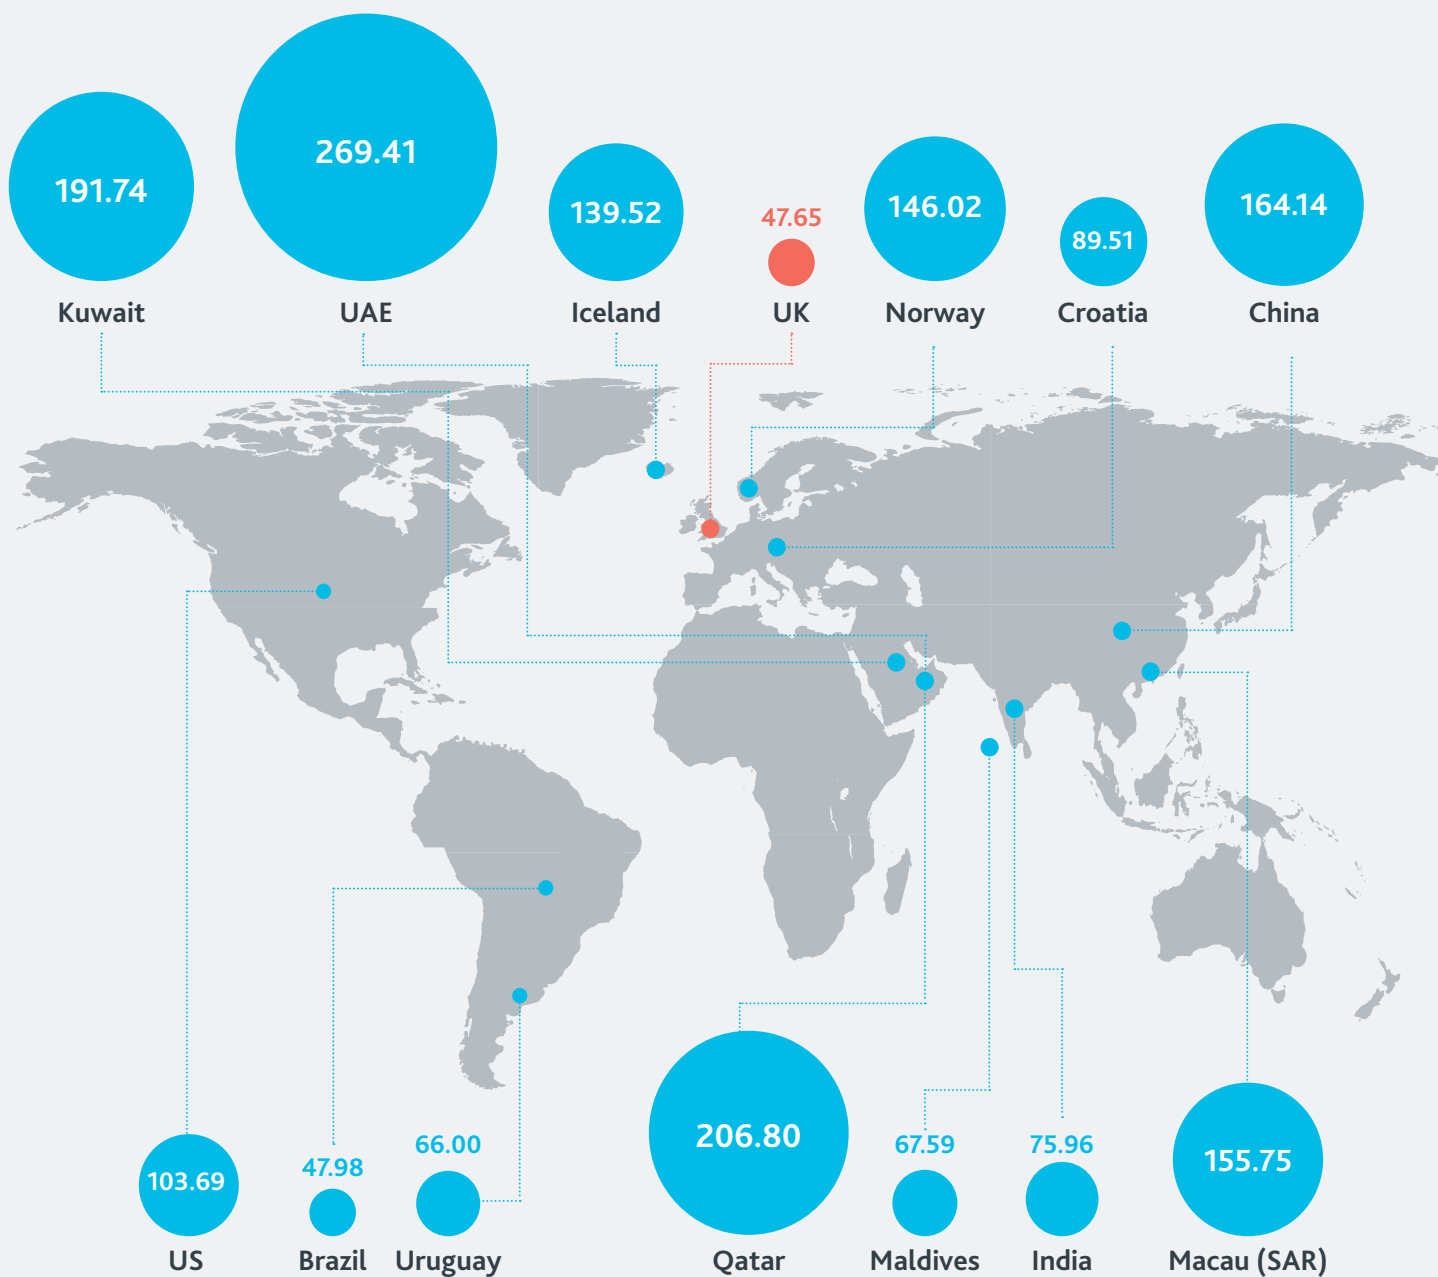 191.74
Kuwait
269.41
UAE
139.52
Iceland
47.65
UK
146.02
Norway
89.51
Croatia
164.14
China
103.69
US
47.98
Brazil
66.00
Uruguay
206.80
Qatar
67.59
Maldives
75.96
India
155.75
Macau (SAR)